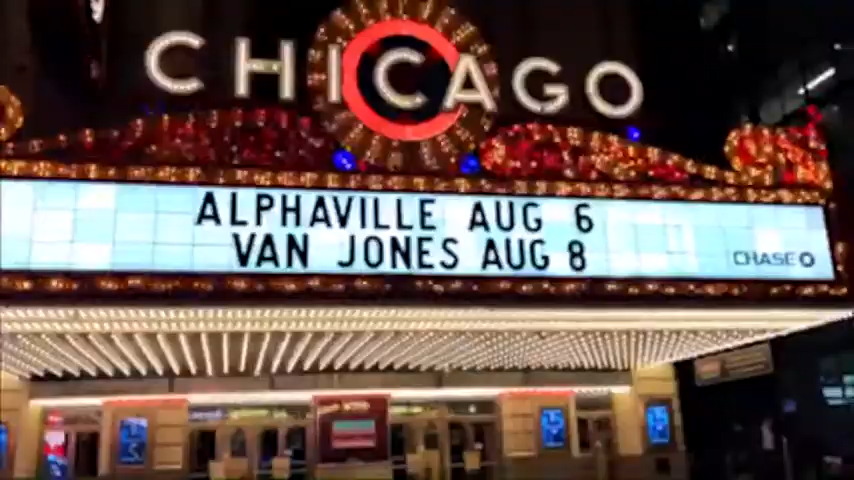 CHICAGO
ALPHAVILLE AUG 6
VAN JONES AUG 8
CHASE